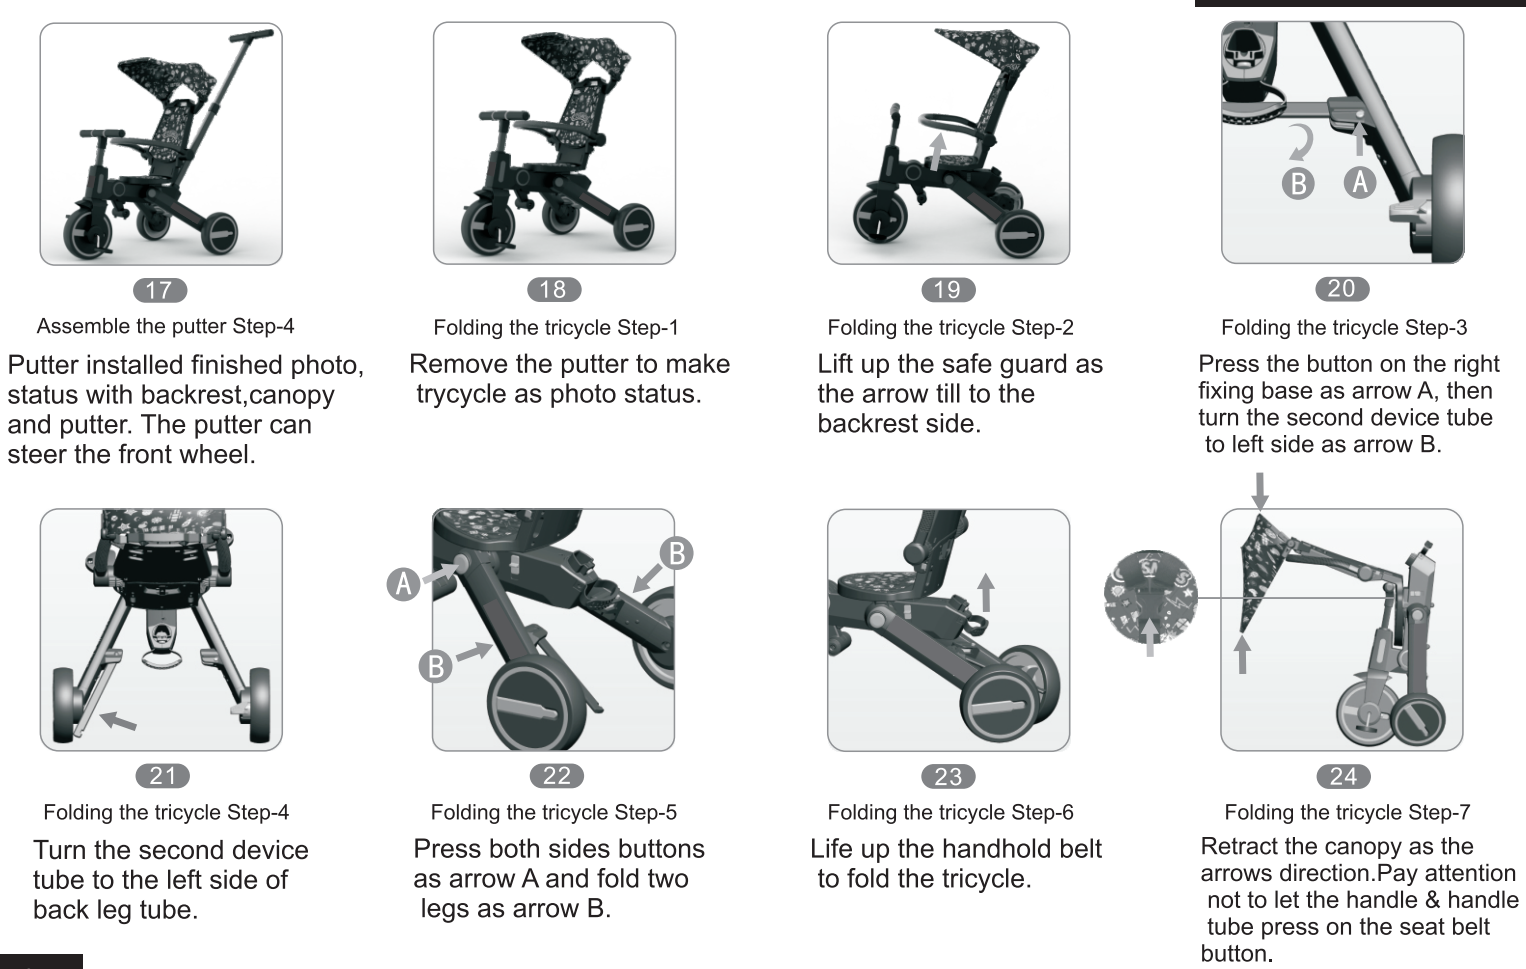 17
Assemble the putter Step-4
Putter installed finished photo,
status with backrest,canopy
and putter. The putter can
steer the front wheel.
18
Folding the tricycle Step-1
Remove the putter to make
trycycle as photo status.
19
Folding the tricycle Step-2
Lift up the safe guard as
the arrow till to the
backrest side.
B A
20
Folding the tricycle Step-3
Press the button on the right
fixing base as arrow A, then
turn the second device tube
to left side as arrow B.
21
Folding the tricycle Step-4
Turn the second device
tube to the left side of
back leg tube.
B
A
B
22
Folding the tricycle Step-5
Press both sides buttons
as arrow A and fold two
legs as arrow B.
23
Folding the tricycle Step-6
Life up the handhold belt
to fold the tricycle.
24
Folding the tricycle Step-7
Retract the canopy as the
arrows direction.Pay attention
not to let the handle & handle
tube press on the seat belt
button.